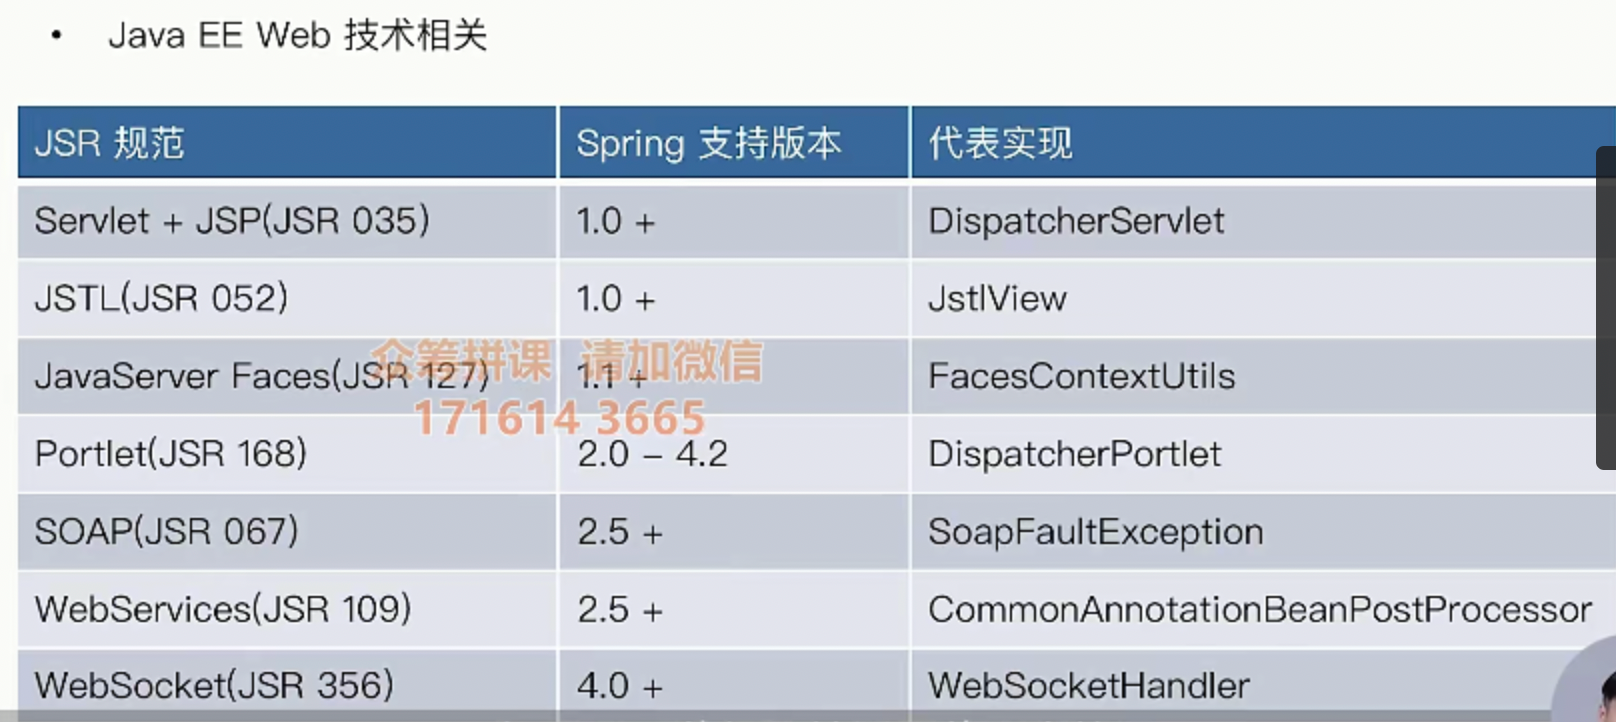 • Java EE Web 技术相关
JSR 规范 Spring 支持版本 代表实现
Servlet + JSP(JSR 035) 1.0 + DispatcherServlet
JSTL(JSR 052) 1.0 + JstlView
众筹拼课 请加微信
JavaServer Faces(JSR 127) 1.1 + FacesContextUtils
171614 3665
Portlet(JSR 168) 2.0 – 4.2 DispatcherPortlet
SOAP(JSR 067) 2.5 + SoapFaultException
WebServices(JSR 109) 2.5 + CommonAnnotationBeanPostProcessor
WebSocket(JSR 356) 4.0 + WebSocketHandler